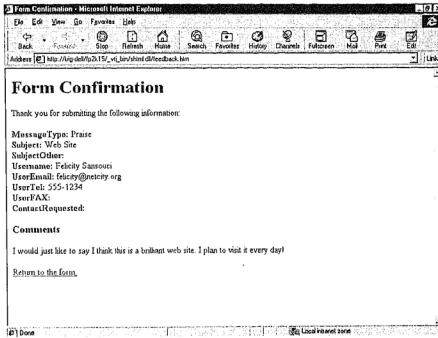 Form Confirmation - Microsoft Internet Explorer
File Edit View Go Favorites Help
Back Forward Stop Refresh Home Search Favorites History Channels Fullscreen Mail Print Edit
Address http://uig-dell/fp2k15/_vti_bin/shtml.dll/feedback.htm Link
Form Confirmation
Thank you for submitting the following information:
MessageType: Praise
Subject: Web Site
SubjectOther:
Username: Felicity Sansouci
UserEmail: felicity@netcity.org
UserTel: 555-1234
UserFAX:
ContactRequested:
Comments
I would just like to say I think this is a brilliant web site. I plan to visit it every day!
Return to the form.
Done Local intranet zone